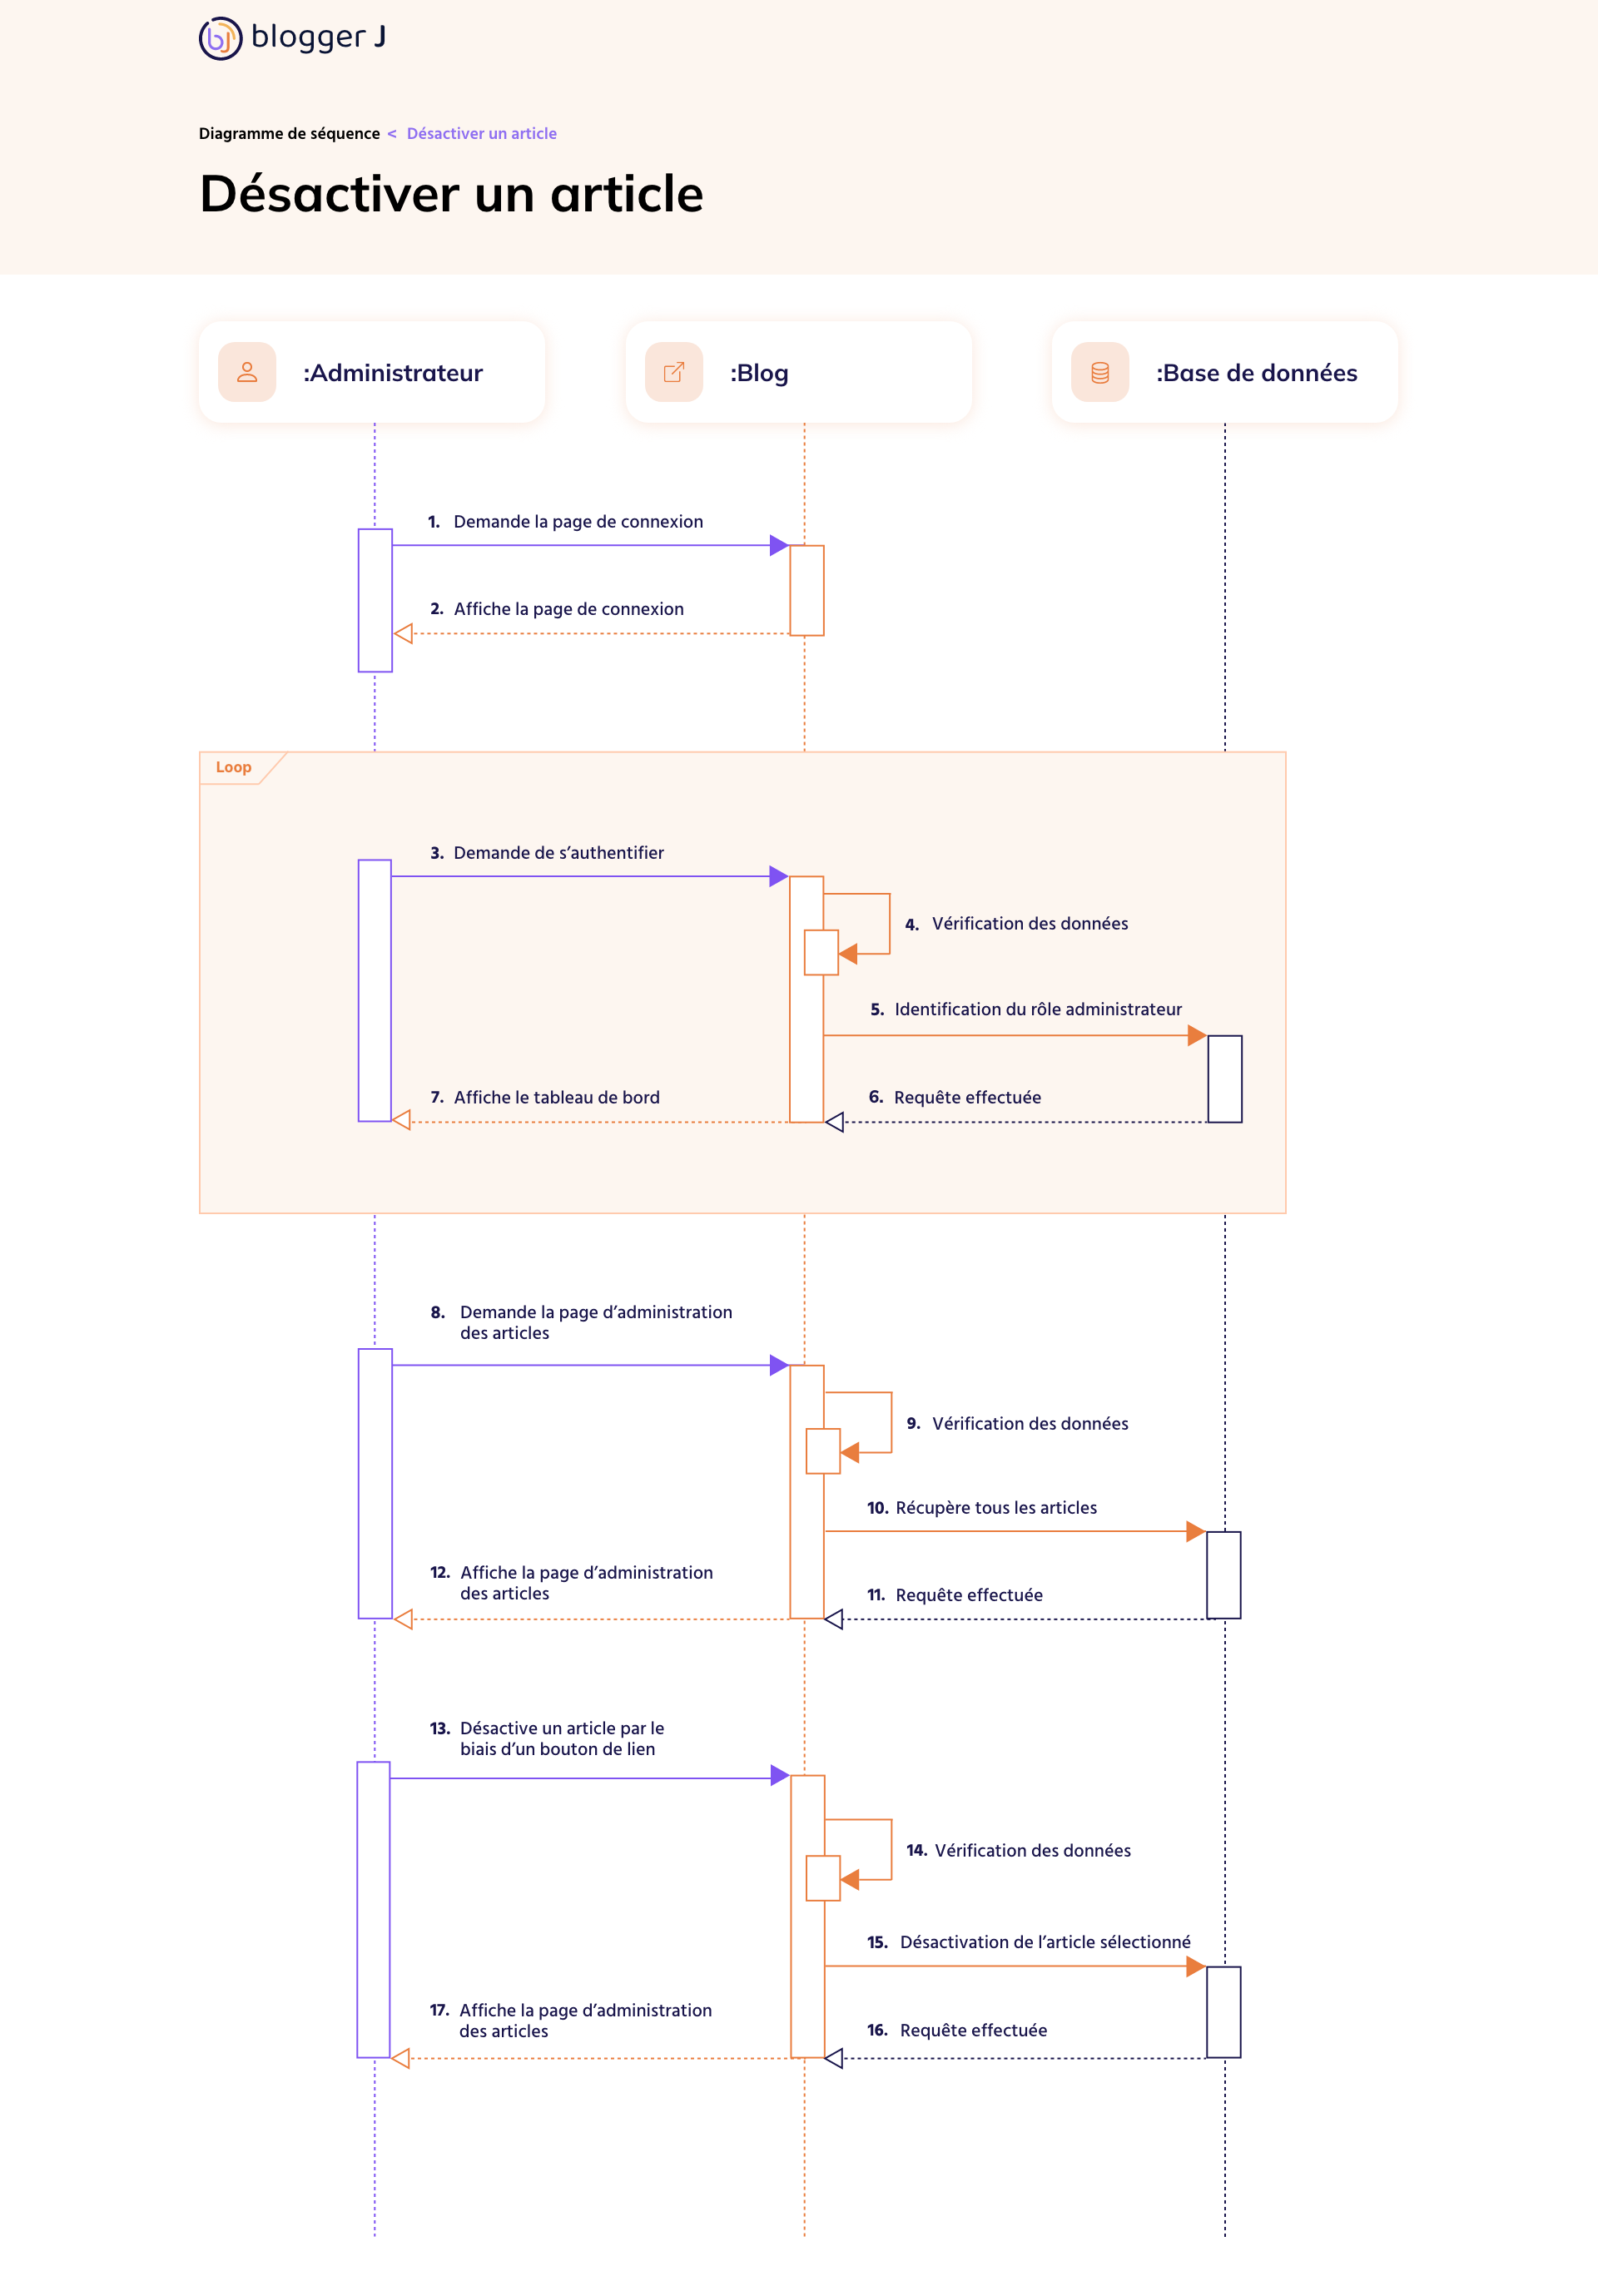 blogger J
Diagramme de séquence < Désactiver un article
Désactiver un article
:Administrateur
:Blog
:Base de données
1. Demande la page de connexion
2. Affiche la page de connexion
Loop
3. Demande de s’authentifier
4. Vérification des données
5. Identification du rôle administrateur
7. Affiche le tableau de bord
6. Requête effectuée
8. Demande la page d’administration
des articles
9. Vérification des données
10. Récupère tous les articles
12. Affiche la page d’administration
des articles
11. Requête effectuée
13. Désactive un article par le
biais d’un bouton de lien
14. Vérification des données
15. Désactivation de l’article sélectionné
17. Affiche la page d’administration
des articles
16. Requête effectuée